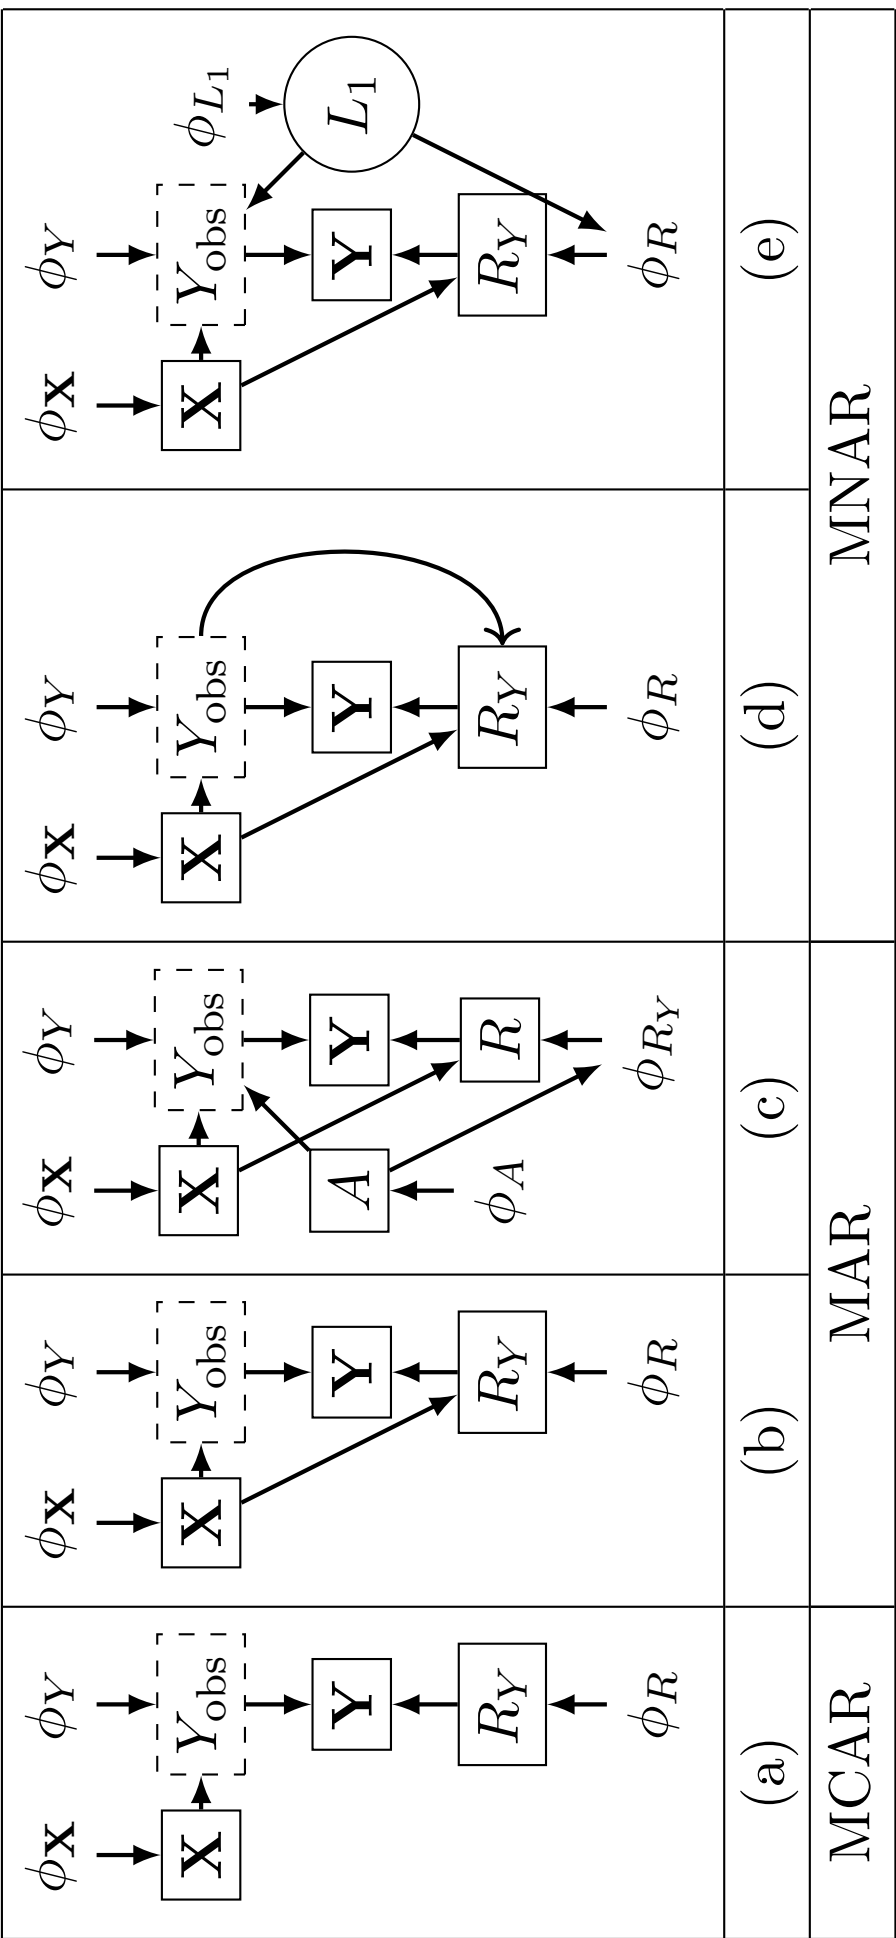 ϕX ϕY
X Yobs
Y
RY
ϕR
(a)
ϕX ϕY
X Yobs
Y
RY
ϕR
(b)
ϕX ϕY
X Yobs
A Y
ϕA R
ϕRY
(c)
ϕX ϕY
X Yobs
Y
RY
ϕR
(d)
ϕX ϕY
X Yobs ϕL1
Y L1
RY
ϕR
(e)
MCAR MAR MNAR